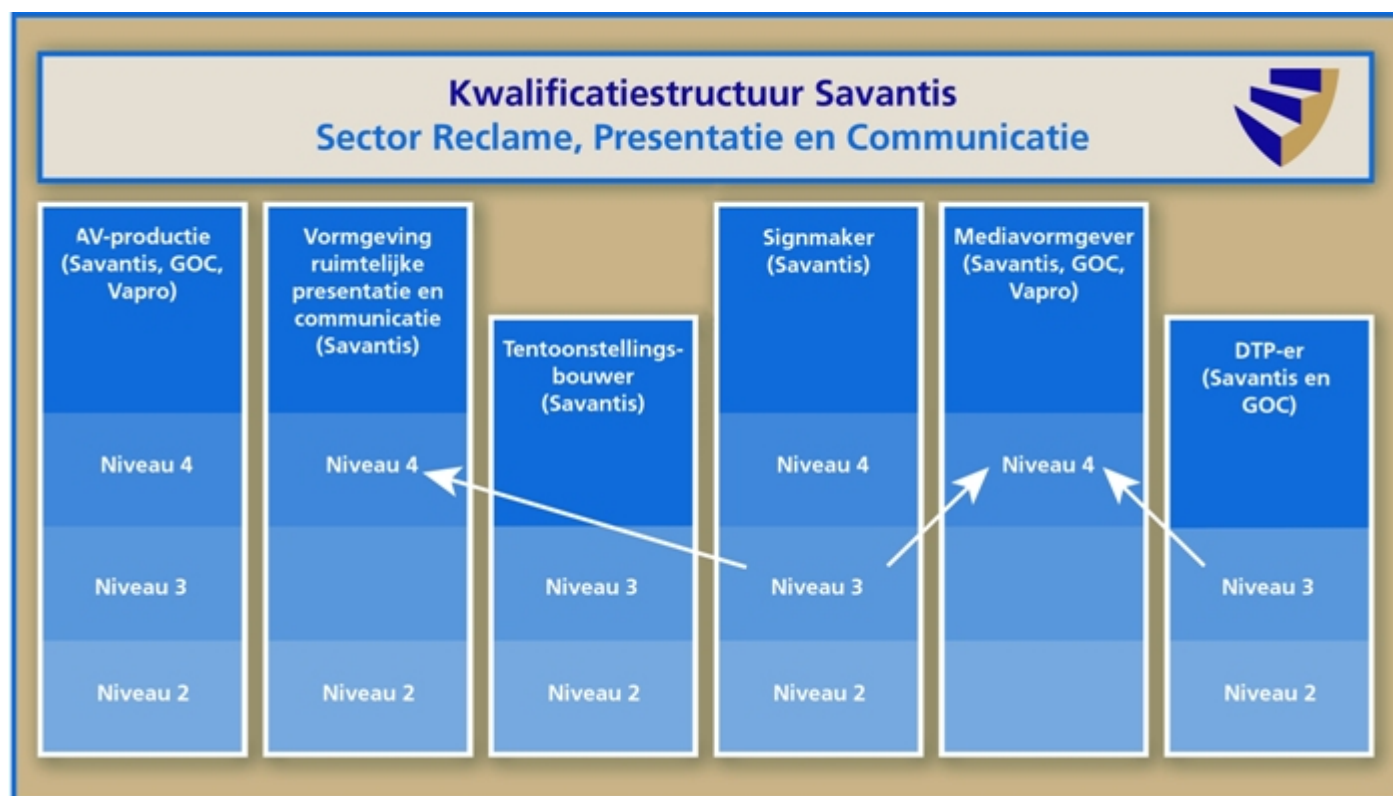 Kwalificatiestructuur Savantis
Sector Reclame, Presentatie en Communicatie
AV-productie
(Savantis, GOC,
Vapro)
Niveau 4
Niveau 3
Niveau 2
Vormgeving
ruimtelijke
presentatie en
communicatie
(Savantis)
Niveau 4
Niveau 2
Tentoonstellings-
bouwer
(Savantis)
Niveau 3
Niveau 2
Signmaker
(Savantis)
Niveau 4
Niveau 3
Niveau 2
Mediavormgever
(Savantis, GOC,
Vapro)
Niveau 4
DTP-er
(Savantis en
GOC)
Niveau 3
Niveau 2